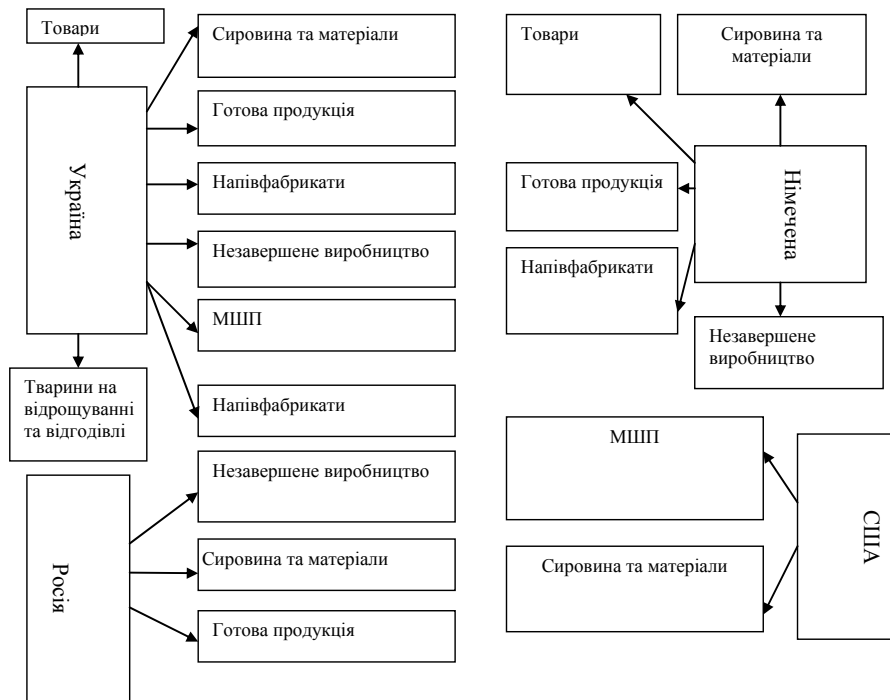 Товари
Сировина та матеріали
Готова продукція
Україна
Напівфабрикати
Незавершене виробництво
МШП
Тварини на
відрощуванні
та відгодівлі
Напівфабрикати
Незавершене виробництво
Сировина та матеріали
Росія
Готова продукція
Товари
Сировина та
матеріали
Готова продукція
Німечена
Напівфабрикати
Незавершене
виробництво
МШП
США
Сировина та матеріали